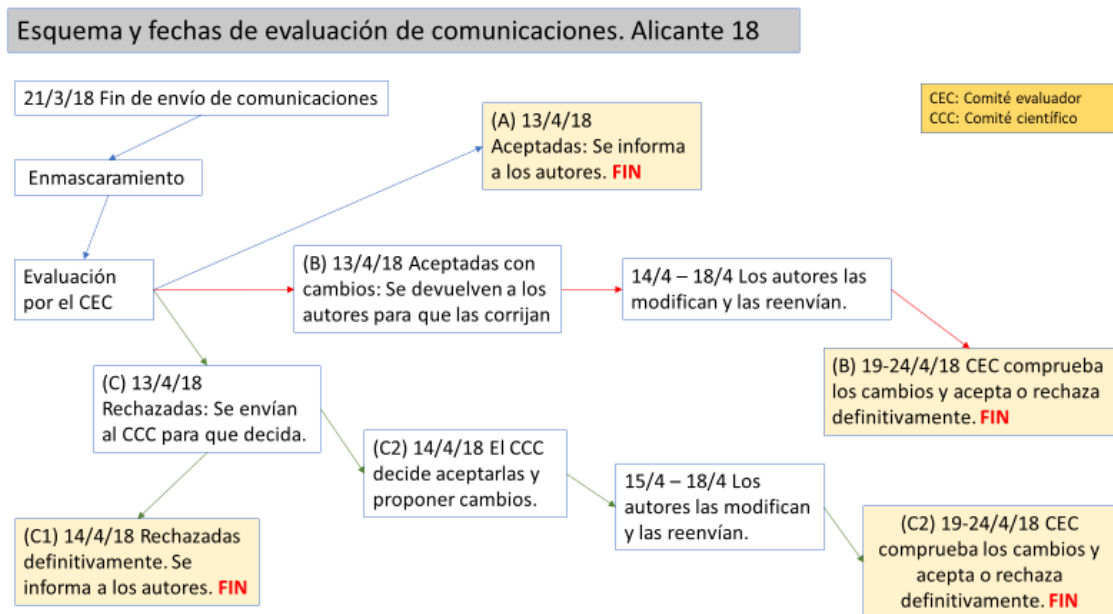 Esquema y fechas de evaluación de comunicaciones. Alicante 18
21/3/18 Fin de envío de comunicaciones
CEC: Comité evaluador
CCC: Comité científico
(A) 13/4/18
Aceptadas: Se informa
a los autores. FIN
Enmascaramiento
Evaluación
por el CEC
(B) 13/4/18 Aceptadas con
cambios: Se devuelven a los
autores para que las corrijan
14/4 – 18/4 Los autores las
modifican y las reenvían.
(B) 19-24/4/18 CEC comprueba
los cambios y acepta o rechaza
definitivamente. FIN
(C) 13/4/18
Rechazadas: Se envían
al CCC para que decida.
(C2) 14/4/18 El CCC
decide aceptarlas y
proponer cambios.
15/4 – 18/4 Los
autores las modifican
y las reenvían.
(C1) 14/4/18 Rechazadas
definitivamente. Se
informa a los autores. FIN
(C2) 19-24/4/18 CEC
comprueba los cambios y
acepta o rechaza
definitivamente. FIN